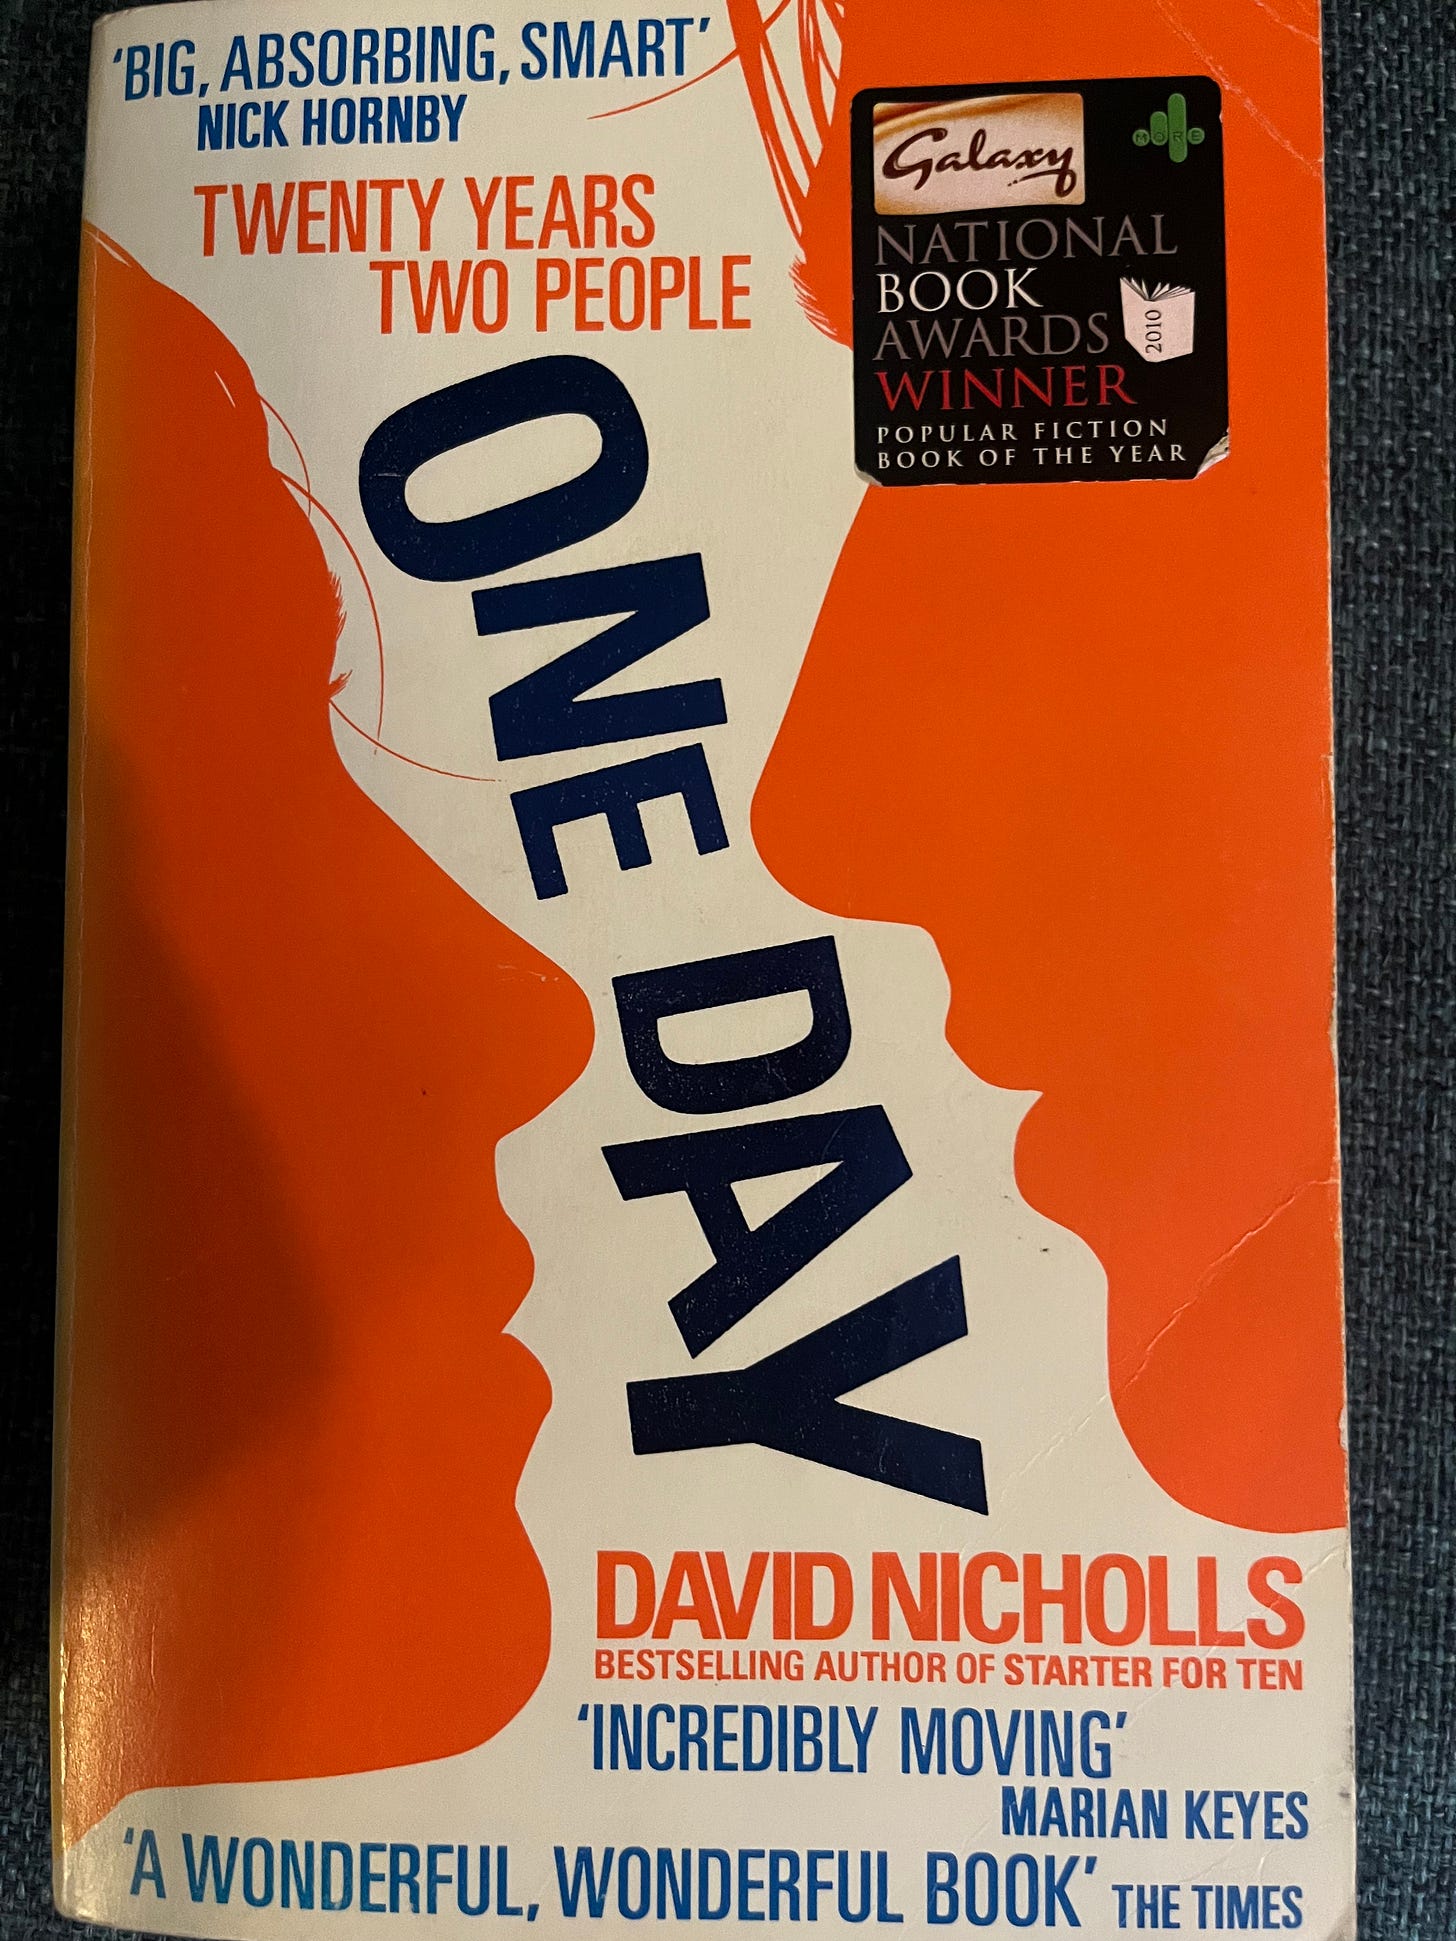 ‘BIG, ABSORBING, SMART’
NICK HORNBY
TWENTY YEARS
TWO PEOPLE
Galaxy
MORE
NATIONAL
BOOK
AWARDS
2010
WINNER
POPULAR FICTION
BOOK OF THE YEAR
ONE DAY
DAVID NICHOLLS
BESTSELLING AUTHOR OF STARTER FOR TEN
‘INCREDIBLY MOVING’
MARIAN KEYES
‘A WONDERFUL, WONDERFUL BOOK’ THE TIMES